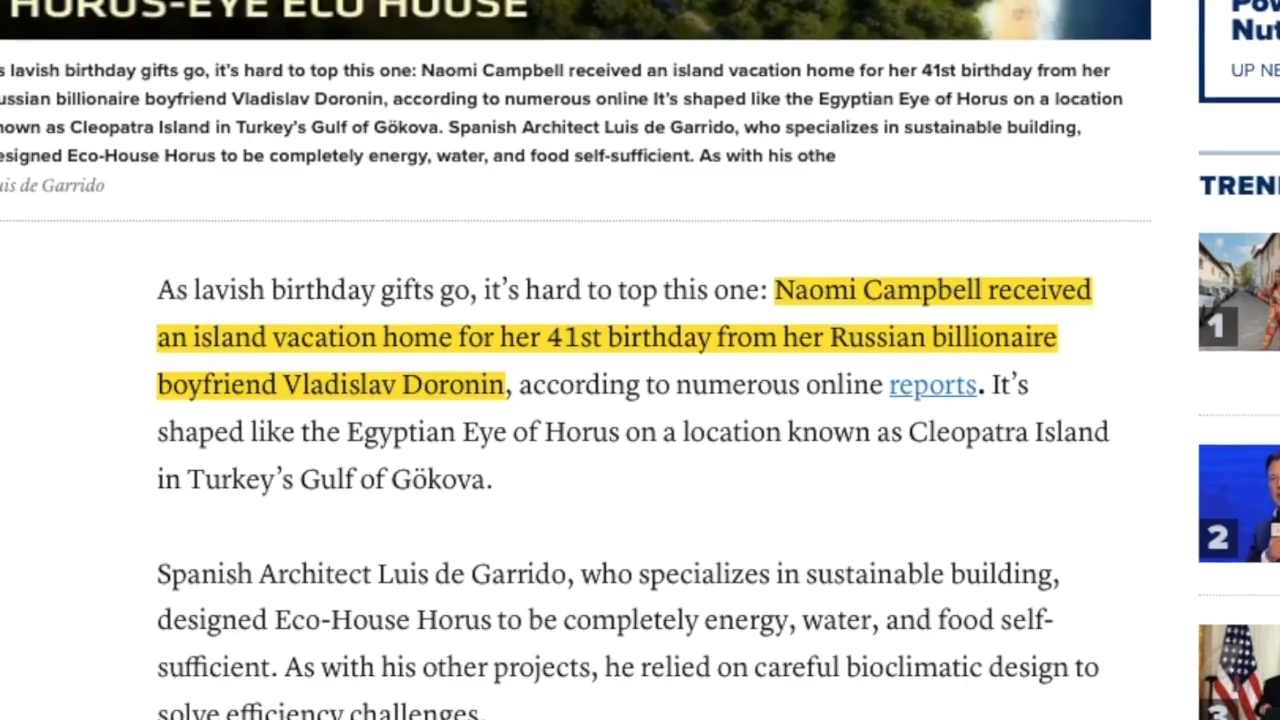 HORUS-EYE ECO HOUSE
lavish birthday gifts go, it's hard to top this one: Naomi Campbell received an island vacation home for her 41st birthday from her
ussian billionaire boyfriend Vladislav Doronin, according to numerous online It's shaped like the Egyptian Eye of Horus on a location
nown as Cleopatra Island in Turkey's Gulf of Gökova. Spanish Architect Luis de Garrido, who specializes in sustainable building,
esigned Eco-House Horus to be completely energy, water, and food self-sufficient. As with his othe
uis de Garrido
As lavish birthday gifts go, it's hard to top this one: Naomi Campbell received
an island vacation home for her 41st birthday from her Russian billionaire
boyfriend Vladislav Doronin, according to numerous online reports. It's
shaped like the Egyptian Eye of Horus on a location known as Cleopatra Island
in Turkey's Gulf of Gökova.
Spanish Architect Luis de Garrido, who specializes in sustainable building,
designed Eco-House Horus to be completely energy, water, and food self-
sufficient. As with his other projects, he relied on careful bioclimatic design to
solve efficiency challenges.
Pow
Nut
UP NE
TREN
1
2
3